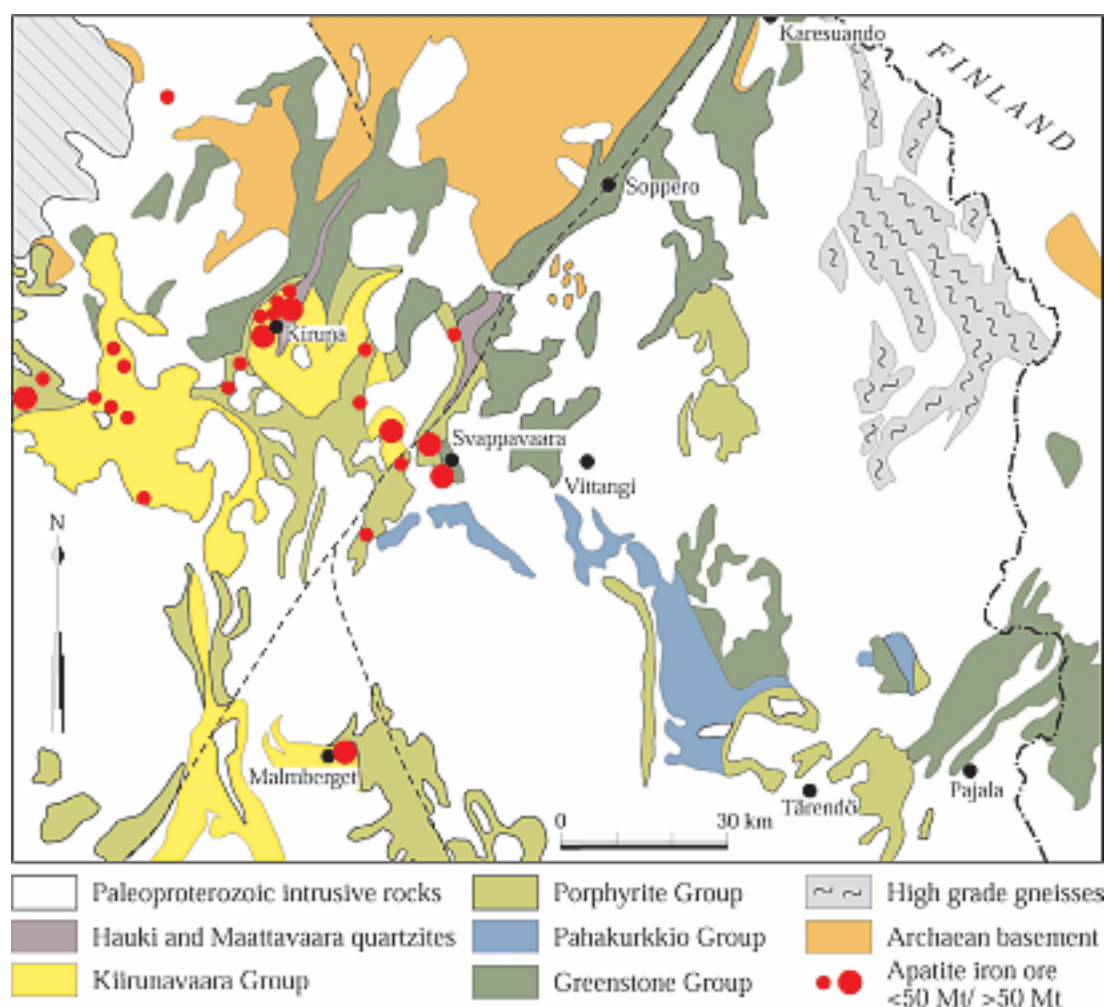 Karesuando
FINLAND
Soppero
Kiruna
Svappavaara
Vittangi
N
Malmberget
Tärendö
Pajala
0 30 km
Paleoproterozoic intrusive rocks
Hauki and Maattavaara quartzites
Kiirunavaara Group
Porphyrite Group
Pahakurkkio Group
Greenstone Group
High grade gneisses
Archaean basement
Apatite iron ore
<50 Mt/ >50 Mt